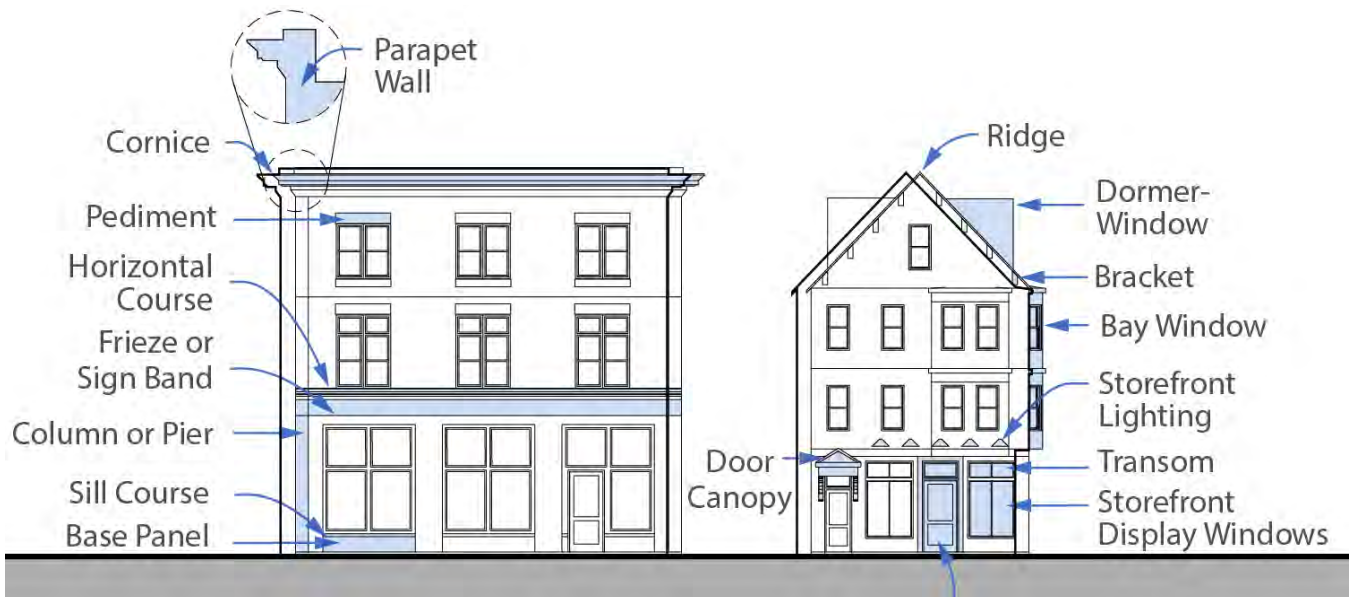 Parapet
Wall
Cornice
Pediment
Horizontal
Course
Frieze or
Sign Band
Column or Pier
Sill Course
Base Panel
Ridge
Dormer-
Window
Bracket
Bay Window
Storefront
Lighting
Door
Canopy
Transom
Storefront
Display Windows